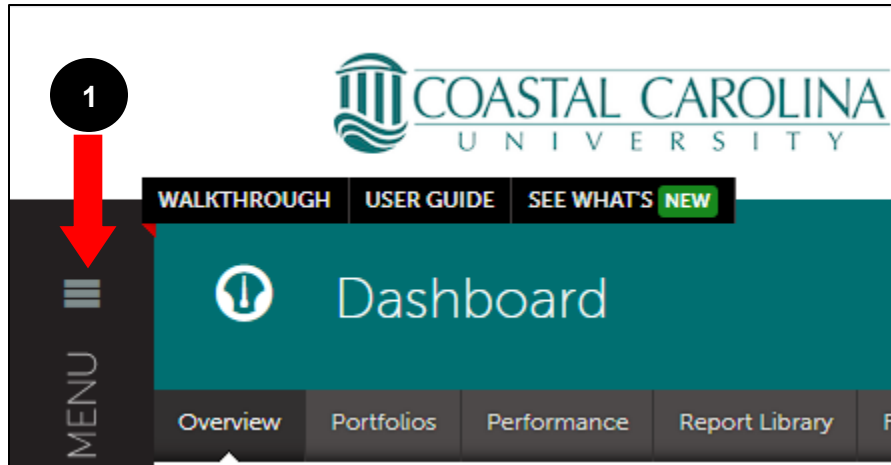 1
COASTAL CAROLINA
UNIVERSITY
WALKTHROUGH USER GUIDE SEE WHAT'S NEW
Dashboard
MENU
Overview Portfolios Performance Report Library